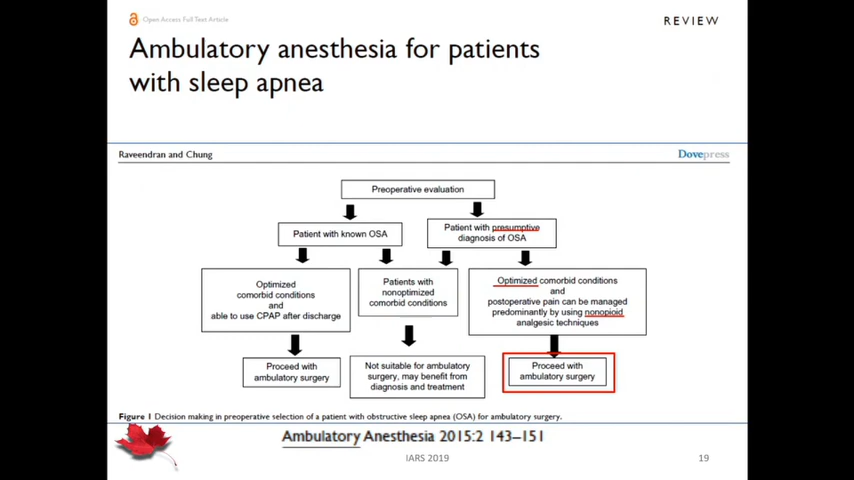 Open Access Full Text Article
REVIEW
Ambulatory anesthesia for patients
with sleep apnea
Raveendran and Chung
Dovepress
Preoperative evaluation
Patient with known OSA
Patient with presumptive
diagnosis of OSA
Optimized
comorbid conditions
and
able to use CPAP after discharge
Patients with
nonoptimized
comorbid conditions
Optimized comorbid conditions
and
postoperative pain can be managed
predominantly by using nonopioid
analgesic techniques
Proceed with
ambulatory surgery
Not suitable for ambulatory
surgery, may benefit from
diagnosis and treatment
Proceed with
ambulatory surgery
Figure 1 Decision making in preoperative selection of a patient with obstructive sleep apnea (OSA) for ambulatory surgery.
Ambulatory Anesthesia 2015:2 143–151
IARS 2019
19